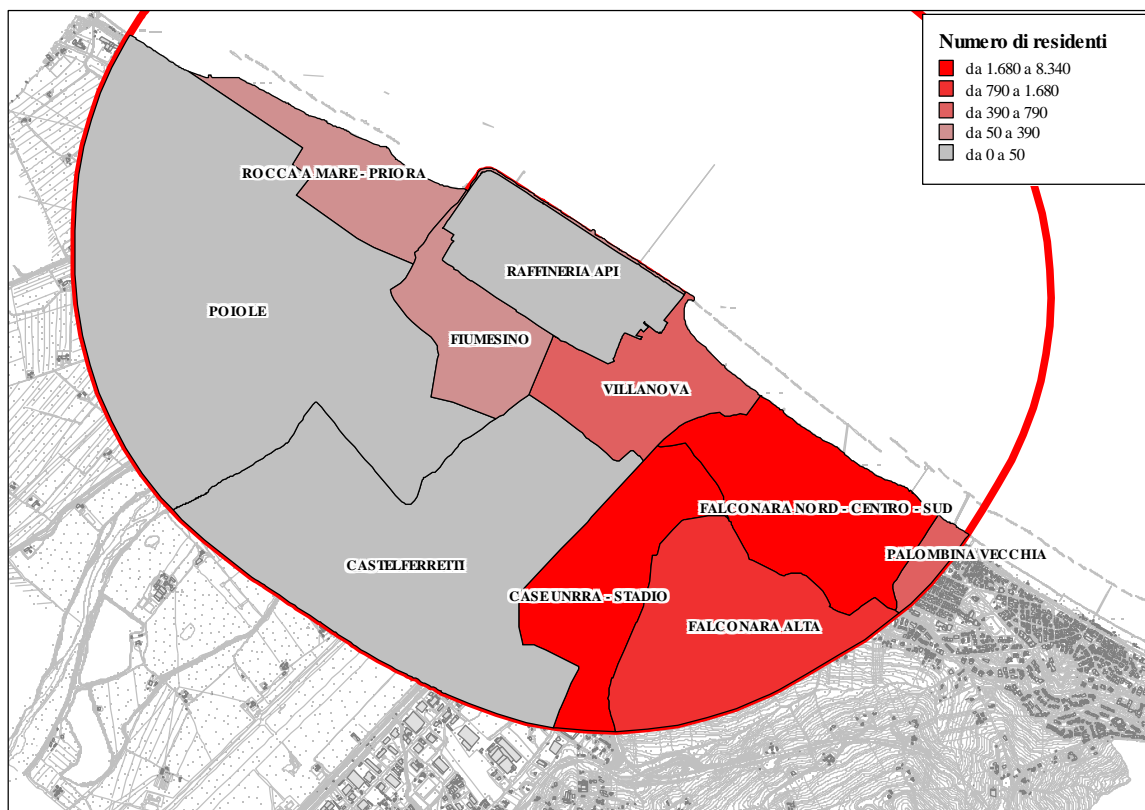 Numero di residenti
da 1.680 a 8.340
da 790 a 1.680
da 390 a 790
da 50 a 390
da 0 a 50
ROCCA A MARE - PRIORA
RAFFINERIA API
POIOLE
FIUMESINO
VILLANOVA
FALCONARA NORD - CENTRO - SUD
PALOMBINA VECCHIA
CASTELFERRETTI
CASE UNRRA - STADIO
FALCONARA ALTA